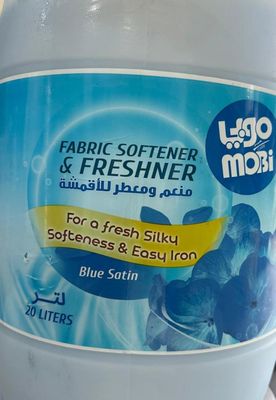 موبي
MOBI
FABRIC SOFTENER
& FRESHNER
منعم ومعطر للأقمشة
For a fresh Silky
Softeness & Easy Iron
Blue Satin
لتر
20 LITERS